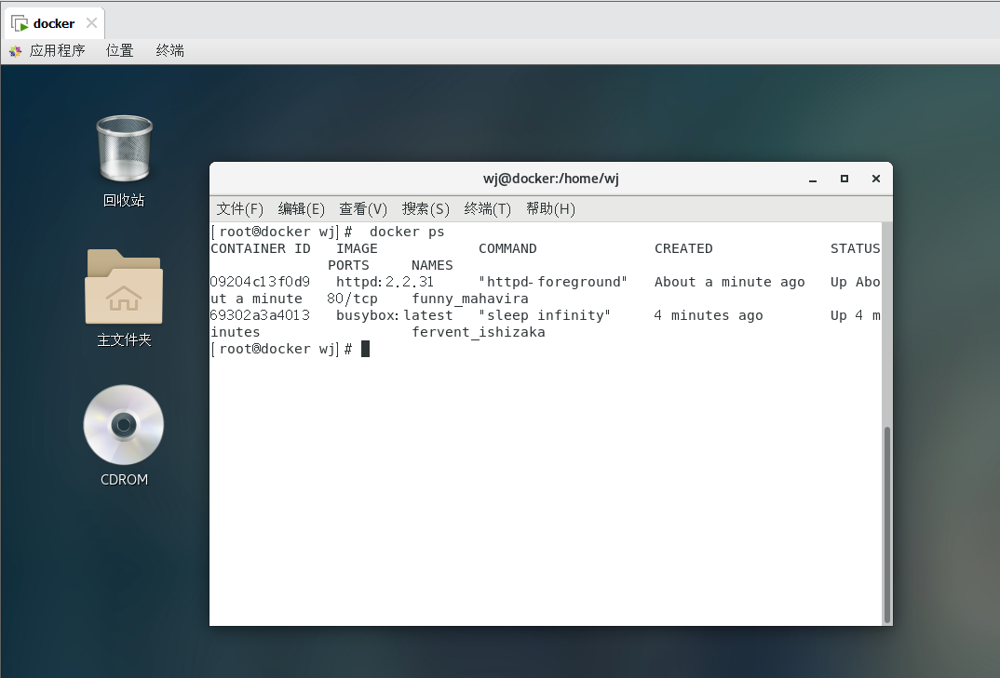 docker
应用程序 位置 终端
回收站
主文件夹
CDROM
wj@docker:/home/wj
文件(F) 编辑(E) 查看(V) 搜索(S) 终端(T) 帮助(H)
[root@docker wj]#  docker ps
CONTAINER ID   IMAGE            COMMAND              CREATED              STATUS
              PORTS     NAMES
09204c13f0d9   httpd:2.2.31     "httpd-foreground"   About a minute ago   Up Abo
ut a minute   80/tcp    funny_mahavira
69302a3a4013   busybox:latest   "sleep infinity"     4 minutes ago        Up 4 m
inutes                  fervent_ishizaka
[root@docker wj]#